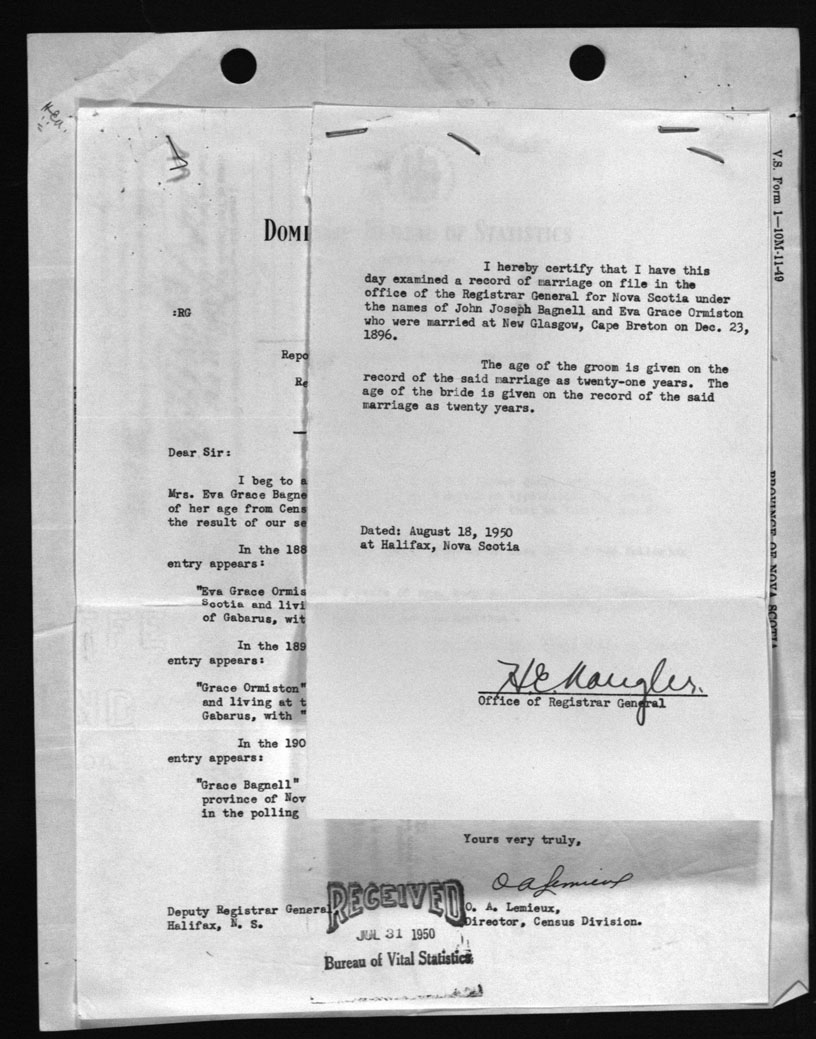 V.S. Form 1—10M-11-49
DOMI
BUREAU OF STATISTICS
:RG
Repo
Re
Dear Sir:
I beg to a
Mrs. Eva Grace Bagne
of her age from Cens
the result of our se
In the 188
entry appears:
"Eva Grace Ormis
Scotia and livi
of Gabarus, wit
In the 189
entry appears:
"Grace Ormiston"
and living at t
Gabarus, with "
In the 190
entry appears:
"Grace Bagnell"
province of Nov
in the polling
I hereby certify that I have this
day examined a record of marriage on file in the
office of the Registrar General for Nova Scotia under
the names of John Joseph Bagnell and Eva Grace Ormiston
who were married at New Glasgow, Cape Breton on Dec. 23,
1896.
The age of the groom is given on the
record of the said marriage as twenty-one years. The
age of the bride is given on the record of the said
marriage as twenty years.
Dated: August 18, 1950
at Halifax, Nova Scotia
Office of Registrar General
PROVINCE OF NOVA SCOTIA
Yours very truly,
O A Lemieux
O. A. Lemieux,
Director, Census Division.
Deputy Registrar General
Halifax, N. S.
RECEIVED
JUL 31 1950
Bureau of Vital Statistics